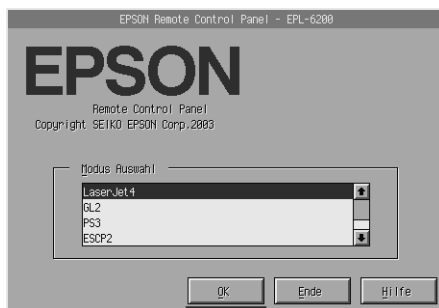 EPSON Remote Control Panel - EPL-6200
EPSON
Remote Control Panel
Copyright SEIKO EPSON Corp.2003
Modus Auswahl
LaserJet4
GL2
PS3
ESCP2
OK
Ende
Hilfe